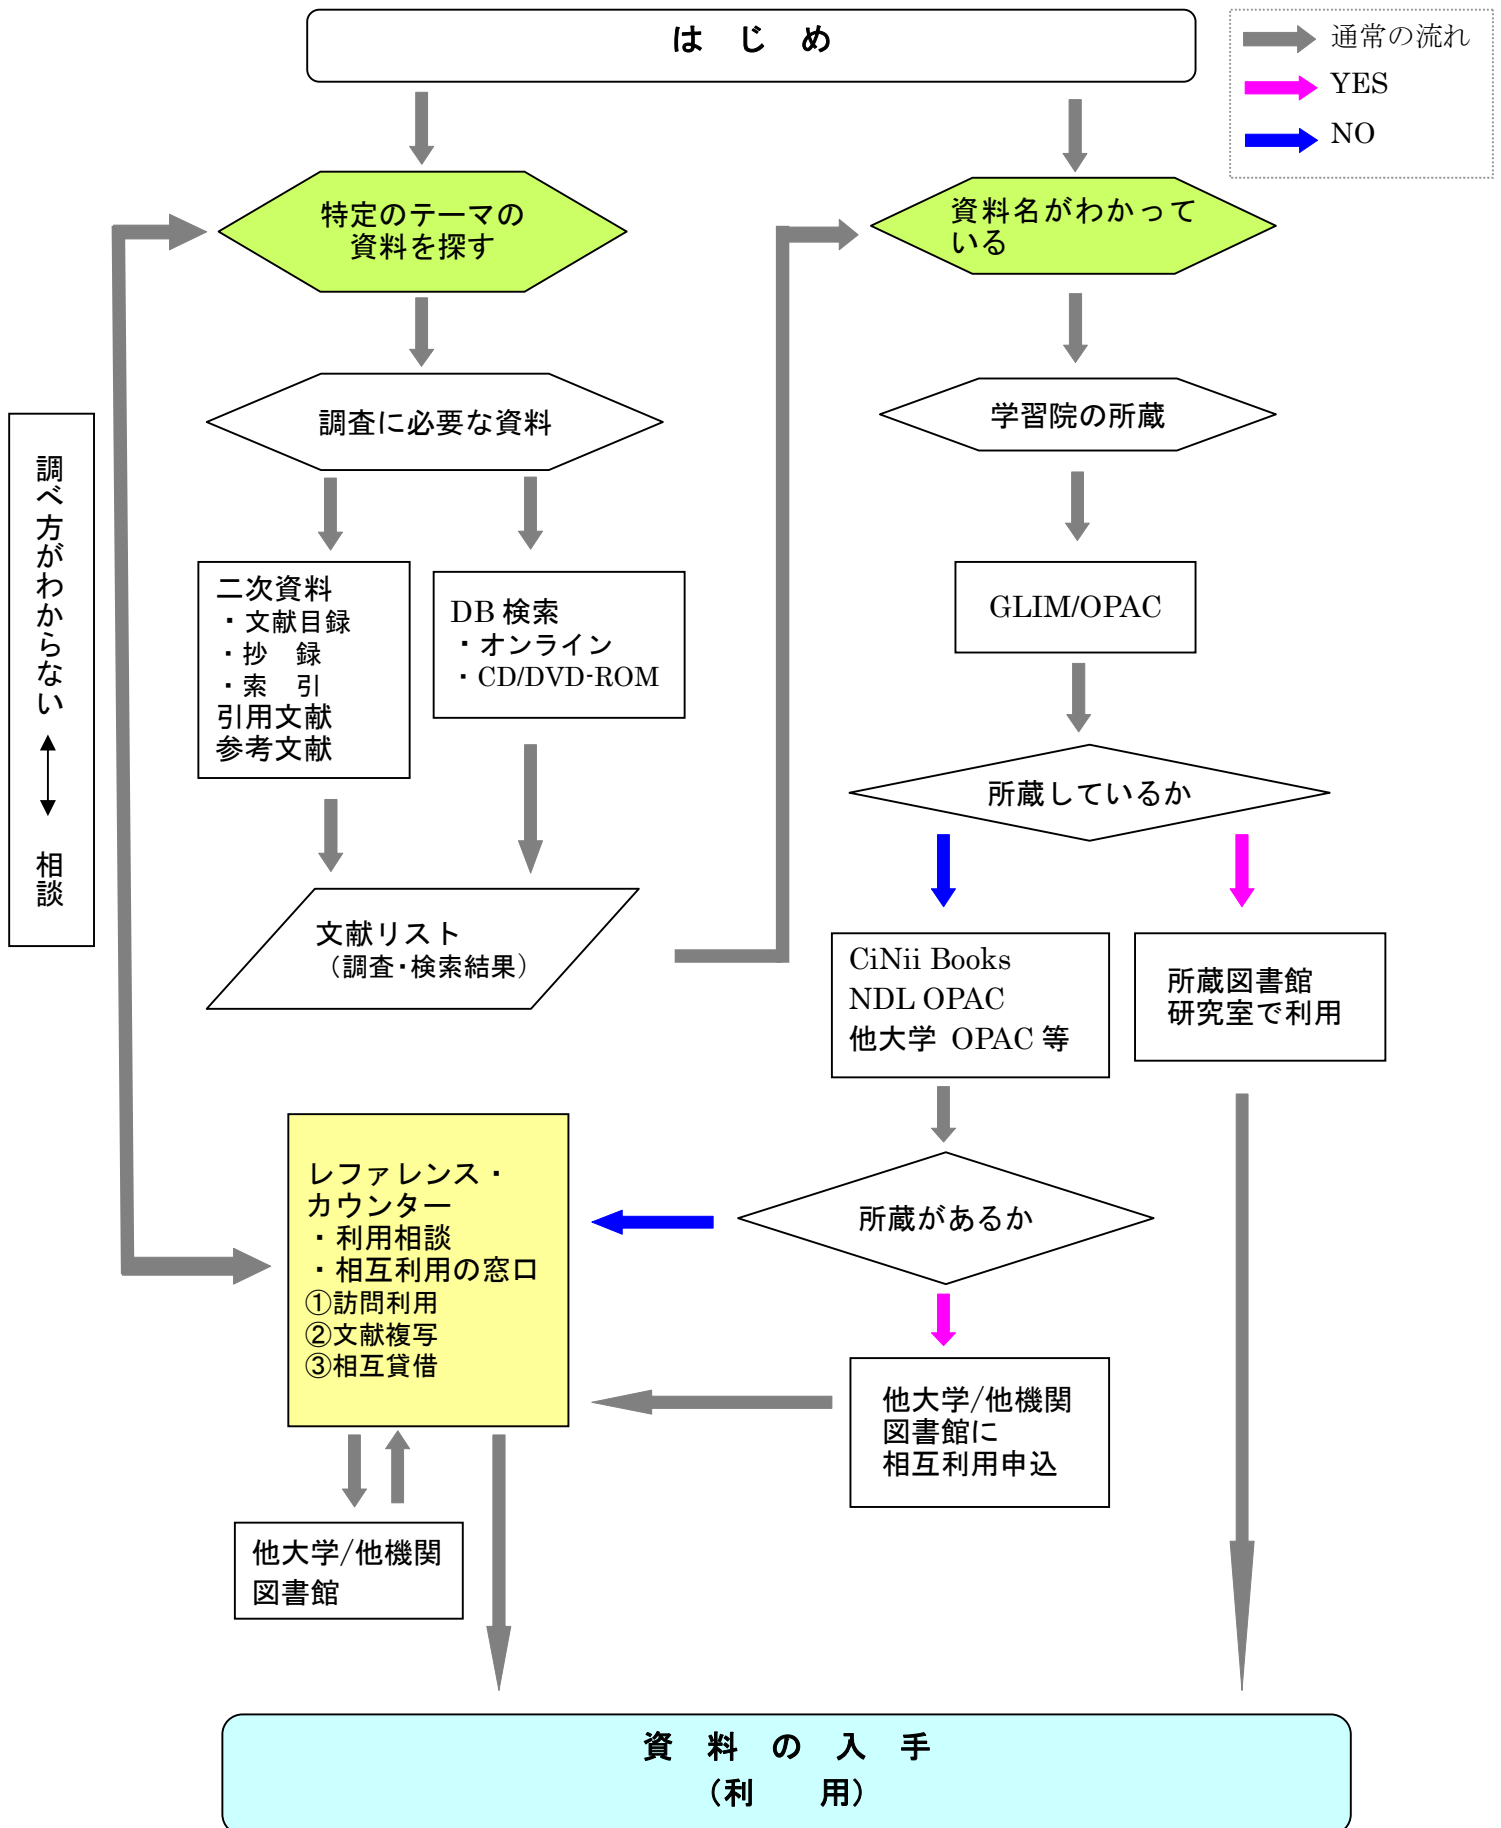 は じ め
通常の流れ
YES
NO
特定のテーマの
資料を探す
資料名がわかって
いる
調査に必要な資料
学習院の所蔵
調べ方がわからない
相談
二次資料
・文献目録
・抄 録
・索 引
引用文献
参考文献
DB 検索
・オンライン
・CD/DVD-ROM
GLIM/OPAC
所蔵しているか
文献リスト
（調査・検索結果）
CiNii Books
NDL OPAC
他大学 OPAC 等
所蔵図書館
研究室で利用
レファレンス・
カウンター
・利用相談
・相互利用の窓口
①訪問利用
②文献複写
③相互貸借
所蔵があるか
他大学/他機関
図書館に
相互利用申込
他大学/他機関
図書館
資 料 の 入 手
（利 用）